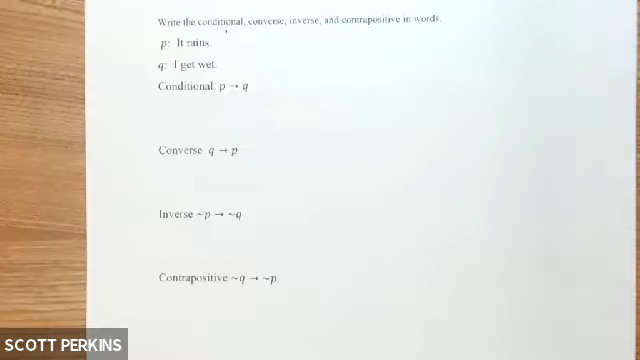 Write the conditional, converse, inverse, and contrapositive in words.
p: It rains.
q: I get wet.
Conditional p → q
Converse q → p
Inverse ~p → ~q
Contrapositive ~q → ~p
SCOTT PERKINS